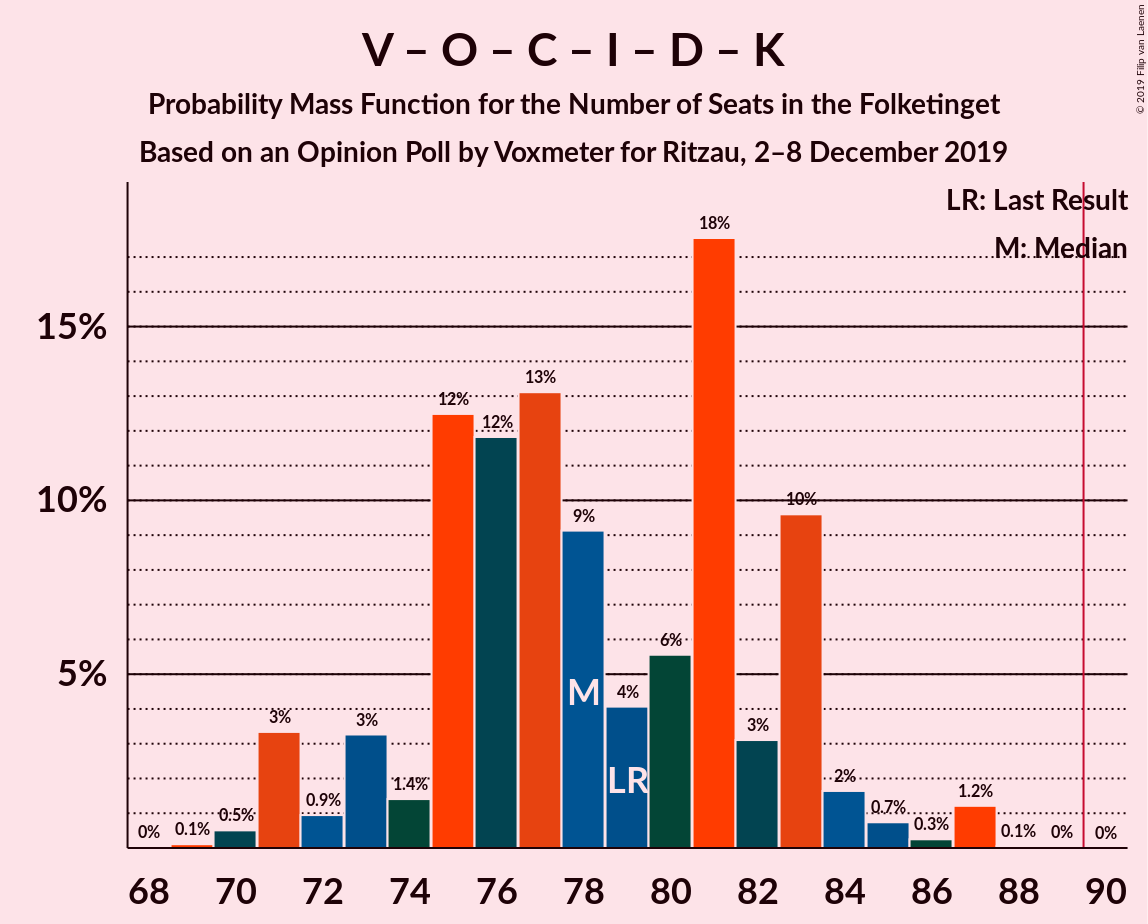 V – O – C – I – D – K
Probability Mass Function for the Number of Seats in the Folketinget
Based on an Opinion Poll by Voxmeter for Ritzau, 2–8 December 2019
© 2019 Filip van Laenen
LR: Last Result
M: Median
15%
10%
5%
0%
0.1%
0.5%
3%
0.9%
3%
1.4%
12%
12%
13%
9%
4%
6%
18%
3%
10%
2%
0.7%
0.3%
1.2%
0.1%
0%
0%
M
LR
68 70 72 74 76 78 80 82 84 86 88 90